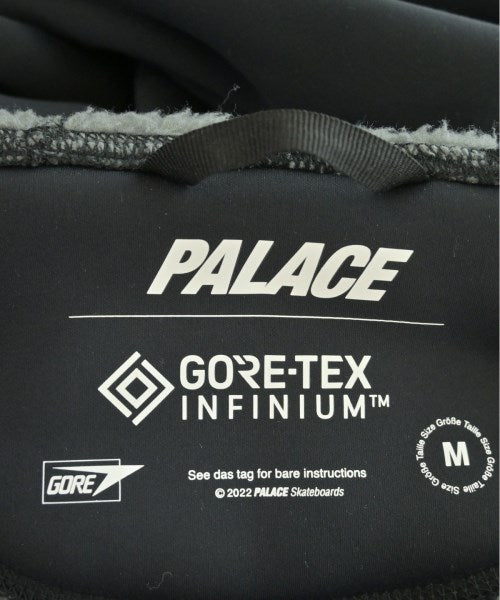 PALACE
GORE-TEX
INFINIUM™
GORE
See das tag for bare instructions
© 2022 PALACE Skateboards
M
Size Größe Taille Size Größe Taille Size Größe Taille